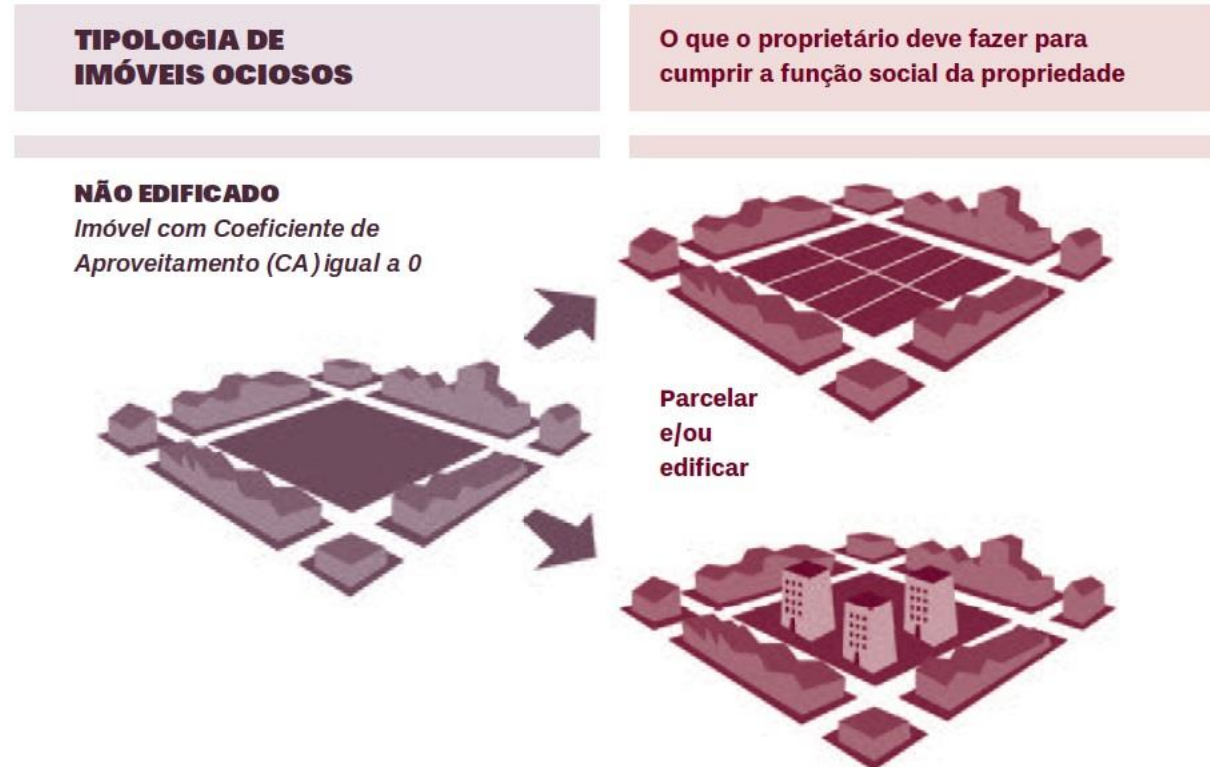 TIPOLOGIA DE
IMÓVEIS OCIOSOS
O que o proprietário deve fazer para
cumprir a função social da propriedade
NÃO EDIFICADO
Imóvel com Coeficiente de
Aproveitamento (CA) igual a 0
Parcelar
e/ou
edificar